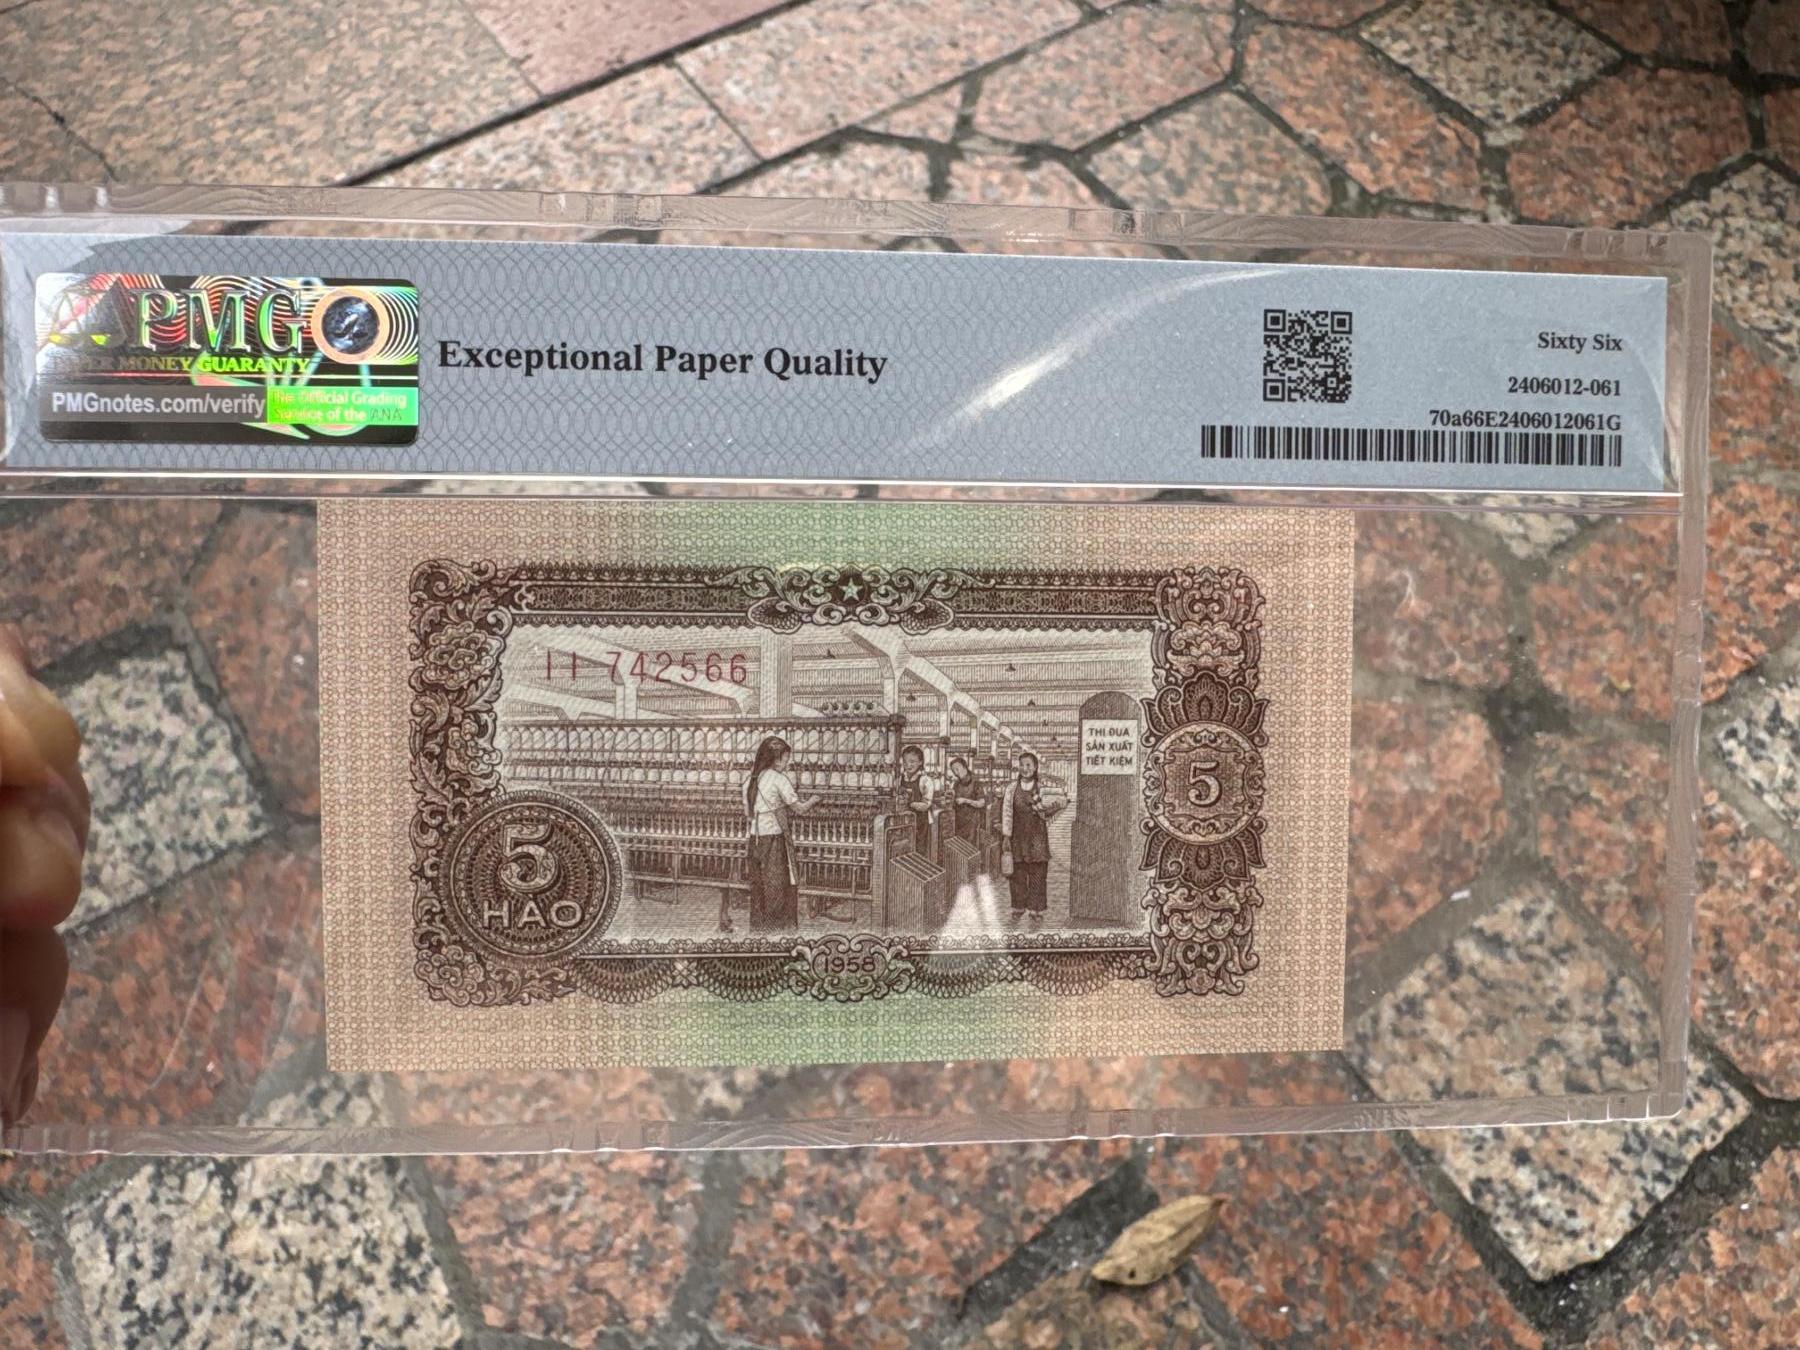 PMG
PAPER MONEY GUARANTY
PMGnotes.com/verify
The Official Grading
Service of the ANA
Exceptional Paper Quality
Sixty Six
2406012-061
70a66E2406012061G
II 742566
THI ĐUA
SẢN XUẤT
TIẾT KIỆM
5
5
HÀO
1958